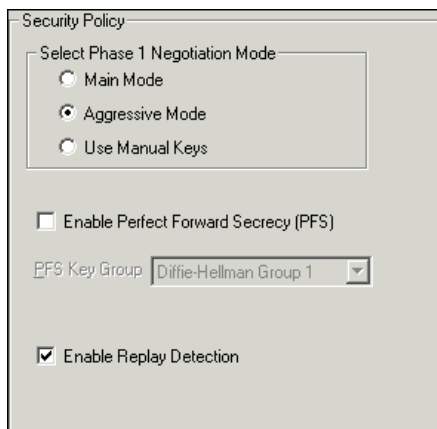 Security Policy
Select Phase 1 Negotiation Mode
Main Mode
Aggressive Mode
Use Manual Keys
Enable Perfect Forward Secrecy (PFS)
PFS Key Group Diffie-Hellman Group 1
Enable Replay Detection